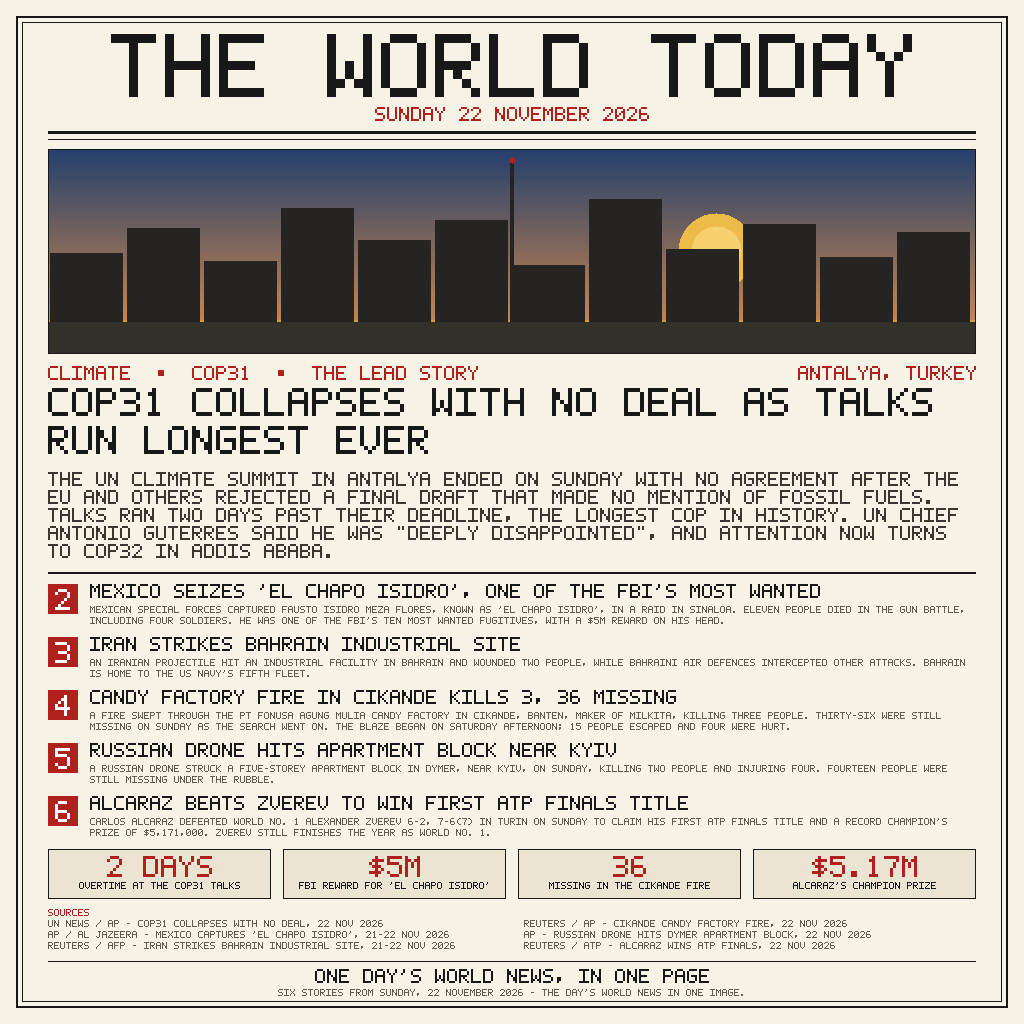 THE WORLD TODAY
SUNDAY 22 NOVEMBER 2026
CLIMATE ▪ COP31 ▪ THE LEAD STORY
ANTALYA, TURKEY
COP31 COLLAPSES WITH NO DEAL AS TALKS
RUN LONGEST EVER
THE UN CLIMATE SUMMIT IN ANTALYA ENDED ON SUNDAY WITH NO AGREEMENT AFTER THE
EU AND OTHERS REJECTED A FINAL DRAFT THAT MADE NO MENTION OF FOSSIL FUELS.
TALKS RAN TWO DAYS PAST THEIR DEADLINE, THE LONGEST COP IN HISTORY. UN CHIEF
ANTONIO GUTERRES SAID HE WAS "DEEPLY DISAPPOINTED", AND ATTENTION NOW TURNS
TO COP32 IN ADDIS ABABA.
2
MEXICO SEIZES 'EL CHAPO ISIDRO', ONE OF THE FBI'S MOST WANTED
MEXICAN SPECIAL FORCES CAPTURED FAUSTO ISIDRO MEZA FLORES, KNOWN AS 'EL CHAPO ISIDRO', IN A RAID IN SINALOA. ELEVEN PEOPLE DIED IN THE GUN BATTLE,
INCLUDING FOUR SOLDIERS. HE WAS ONE OF THE FBI'S TEN MOST WANTED FUGITIVES, WITH A $5M REWARD ON HIS HEAD.
3
IRAN STRIKES BAHRAIN INDUSTRIAL SITE
AN IRANIAN PROJECTILE HIT AN INDUSTRIAL FACILITY IN BAHRAIN AND WOUNDED TWO PEOPLE, WHILE BAHRAINI AIR DEFENCES INTERCEPTED OTHER ATTACKS. BAHRAIN
IS HOME TO THE US NAVY'S FIFTH FLEET.
4
CANDY FACTORY FIRE IN CIKANDE KILLS 3, 36 MISSING
A FIRE SWEPT THROUGH THE PT FONUSA AGUNG MULIA CANDY FACTORY IN CIKANDE, BANTEN, MAKER OF MILKITA, KILLING THREE PEOPLE. THIRTY-SIX WERE STILL
MISSING ON SUNDAY AS THE SEARCH WENT ON. THE BLAZE BEGAN ON SATURDAY AFTERNOON; 15 PEOPLE ESCAPED AND FOUR WERE HURT.
5
RUSSIAN DRONE HITS APARTMENT BLOCK NEAR KYIV
A RUSSIAN DRONE STRUCK A FIVE-STOREY APARTMENT BLOCK IN DYMER, NEAR KYIV, ON SUNDAY, KILLING TWO PEOPLE AND INJURING FOUR. FOURTEEN PEOPLE WERE
STILL MISSING UNDER THE RUBBLE.
6
ALCARAZ BEATS ZVEREV TO WIN FIRST ATP FINALS TITLE
CARLOS ALCARAZ DEFEATED WORLD NO. 1 ALEXANDER ZVEREV 6-2, 7-6(7) IN TURIN ON SUNDAY TO CLAIM HIS FIRST ATP FINALS TITLE AND A RECORD CHAMPION'S
PRIZE OF $5,171,000. ZVEREV STILL FINISHES THE YEAR AS WORLD NO. 1.
2 DAYS
OVERTIME AT THE COP31 TALKS
$5M
FBI REWARD FOR 'EL CHAPO ISIDRO'
36
MISSING IN THE CIKANDE FIRE
$5.17M
ALCARAZ'S CHAMPION PRIZE
SOURCES
UN NEWS / AP - COP31 COLLAPSES WITH NO DEAL, 22 NOV 2026
AP / AL JAZEERA - MEXICO CAPTURES 'EL CHAPO ISIDRO', 21-22 NOV 2026
REUTERS / AFP - IRAN STRIKES BAHRAIN INDUSTRIAL SITE, 21-22 NOV 2026
REUTERS / AP - CIKANDE CANDY FACTORY FIRE, 22 NOV 2026
AP - RUSSIAN DRONE HITS DYMER APARTMENT BLOCK, 22 NOV 2026
REUTERS / ATP - ALCARAZ WINS ATP FINALS, 22 NOV 2026
ONE DAY'S WORLD NEWS, IN ONE PAGE
SIX STORIES FROM SUNDAY, 22 NOVEMBER 2026 - THE DAY'S WORLD NEWS IN ONE IMAGE.